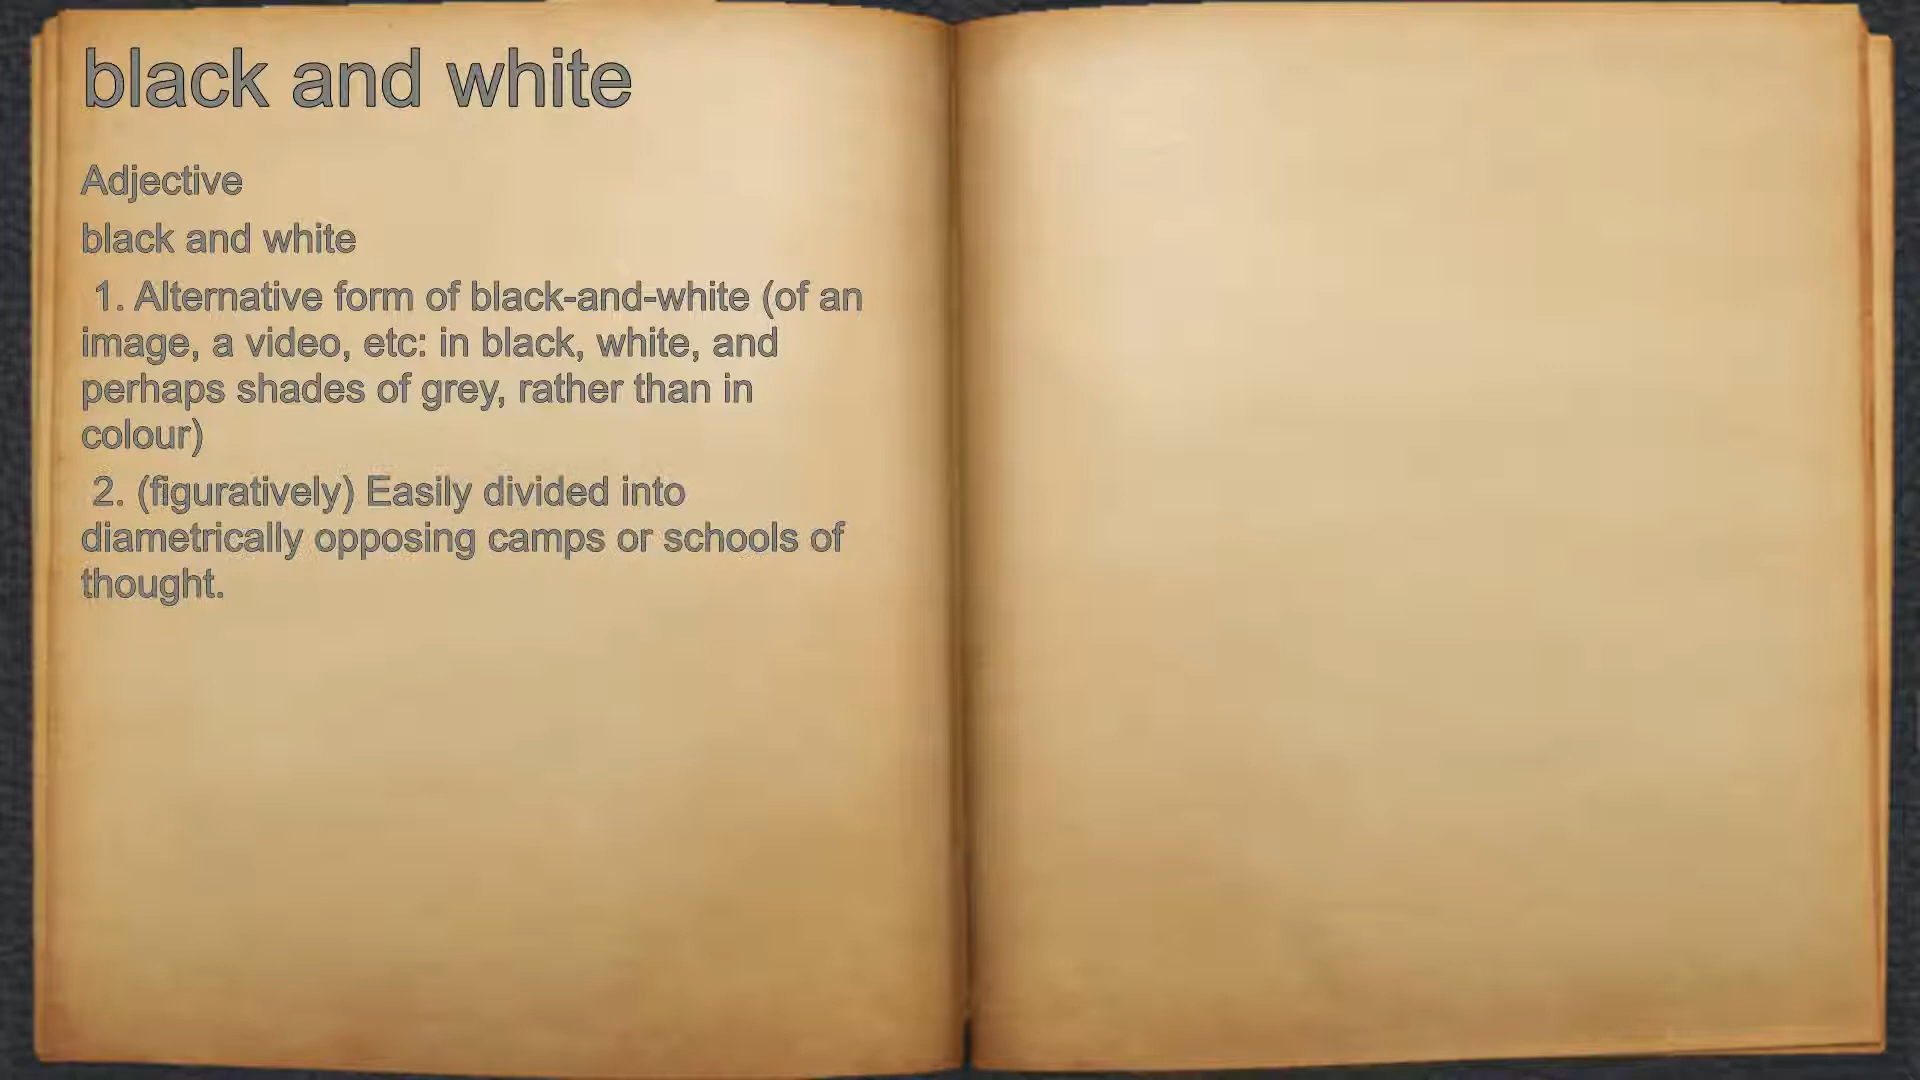 black and white
Adjective
black and white
1. Alternative form of black-and-white (of an
image, a video, etc: in black, white, and
perhaps shades of grey, rather than in
colour)
2. (figuratively) Easily divided into
diametrically opposing camps or schools of
thought.